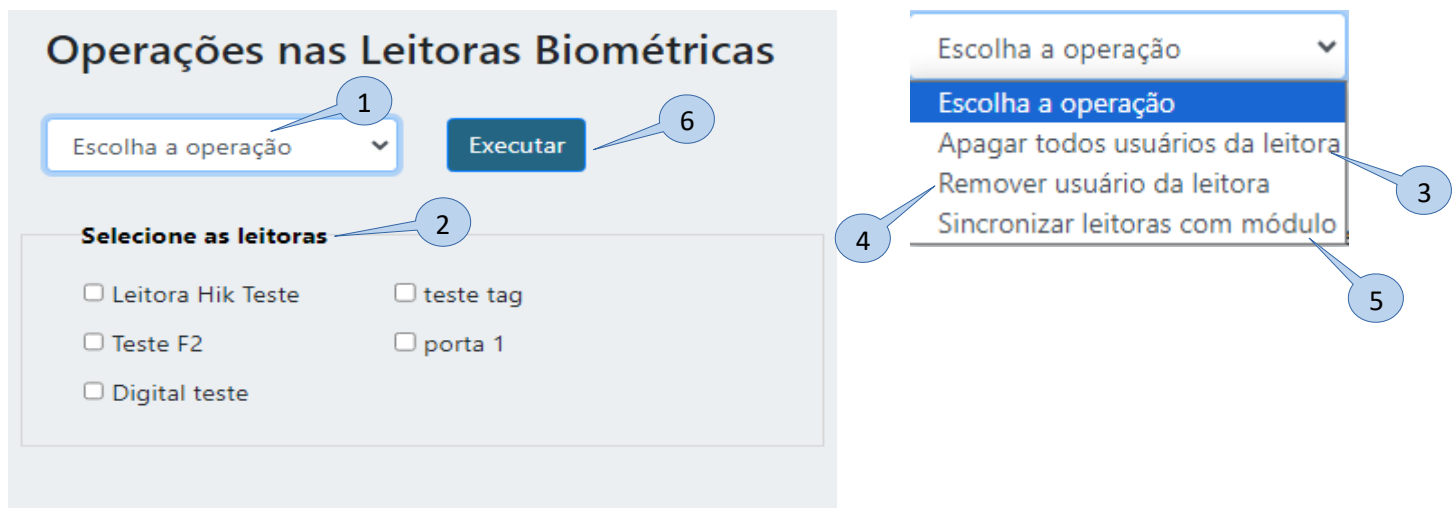 Operações nas Leitoras Biométricas
1
Escolha a operação
Executar
6
Selecione as leitoras
2
Leitora Hik Teste
teste tag
Teste F2
porta 1
Digital teste
Escolha a operação
Escolha a operação
Apagar todos usuários da leitora
3
Remover usuário da leitora
4
Sincronizar leitoras com módulo
5